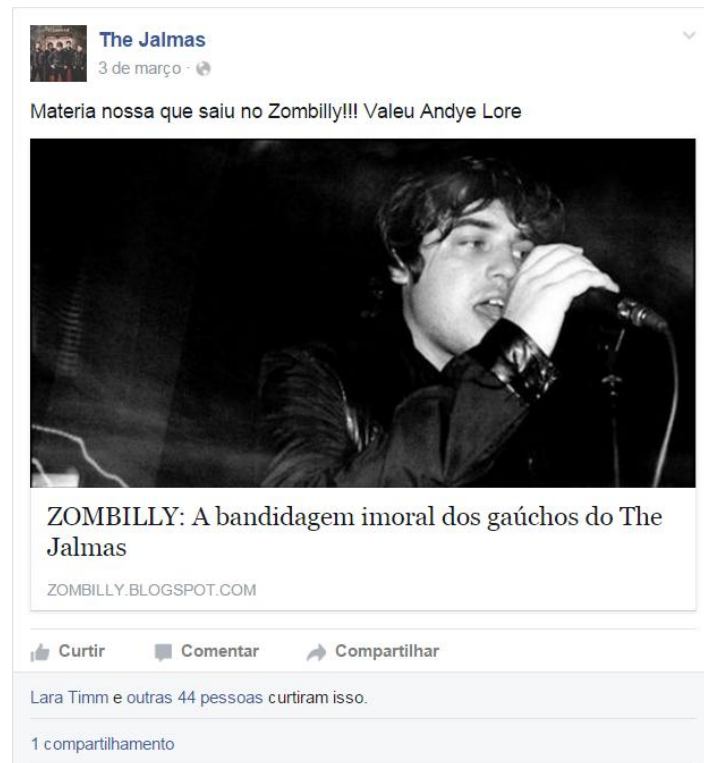 The Jalmas
3 de março ·
Materia nossa que saiu no Zombilly!!! Valeu Andye Lore
ZOMBILLY: A bandidagem imoral dos gaúchos do The
Jalmas
ZOMBILLY.BLOGSPOT.COM
Curtir Comentar Compartilhar
Lara Timm e outras 44 pessoas curtiram isso.
1 compartilhamento